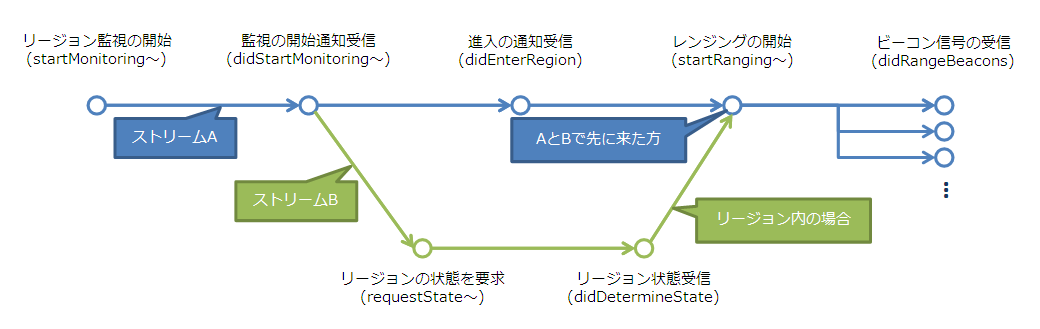 リージョン監視の開始
(startMonitoring～)
監視の開始通知受信
(didStartMonitoring～)
進入の通知受信
(didEnterRegion)
レンジングの開始
(startRanging～)
ビーコン信号の受信
(didRangeBeacons)
ストリームA
AとBで先に来た方
ストリームB
リージョン内の場合
リージョンの状態を要求
(requestState～)
リージョン状態受信
(didDetermineState)